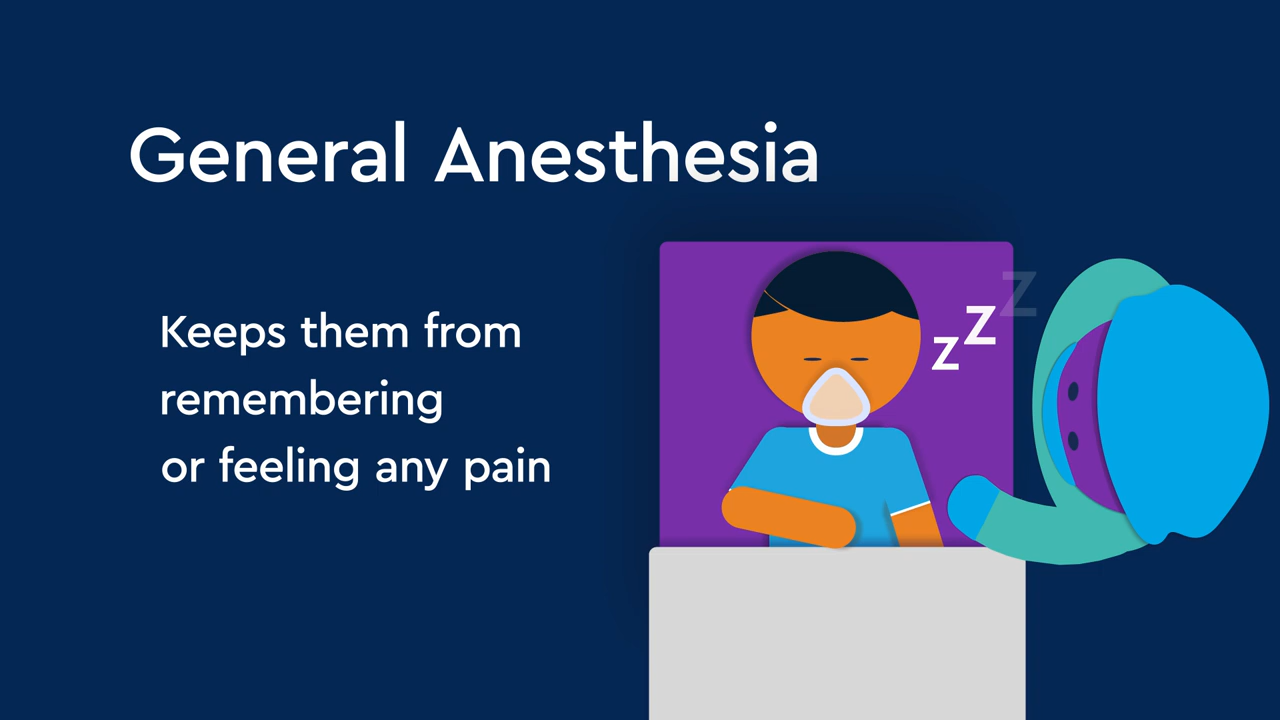 General Anesthesia
Keeps them from
remembering
or feeling any pain
z z z